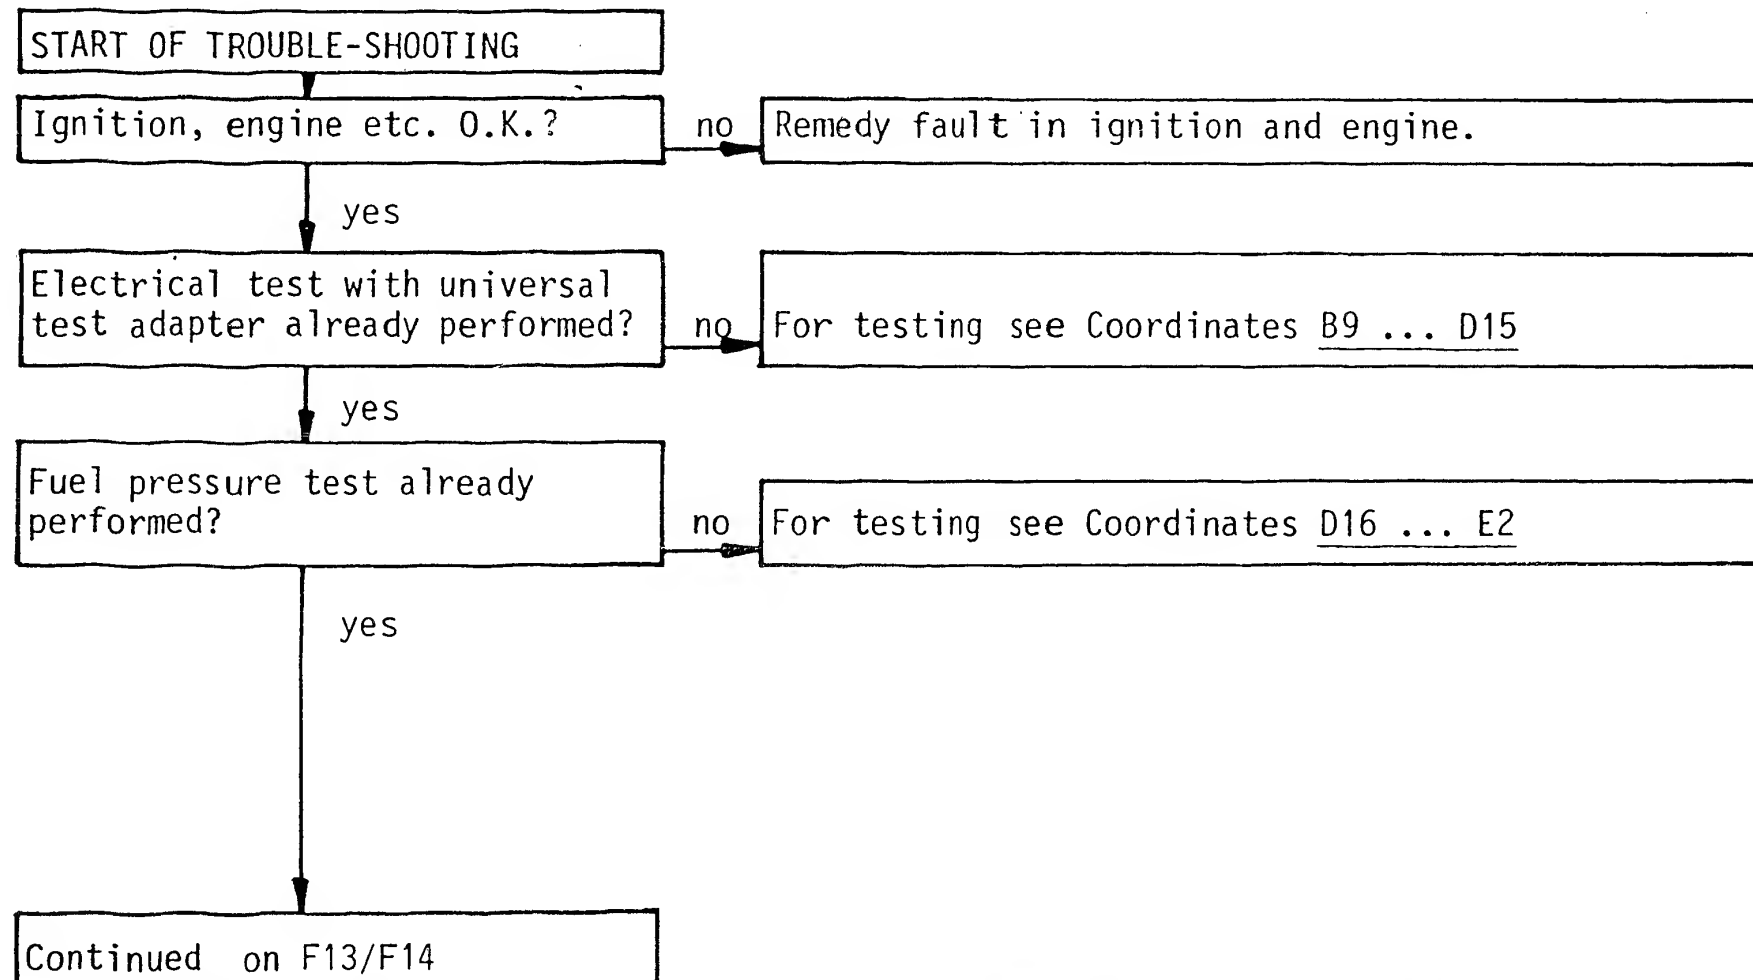 START OF TROUBLE-SHOOTING
Ignition, engine etc. O.K.?
no
Remedy fault in ignition and engine.
yes
Electrical test with universal
test adapter already performed?
no
For testing see Coordinates B9 ... D15
yes
Fuel pressure test already
performed?
no
For testing see Coordinates D16 ... E2
yes
Continued on F13/F14